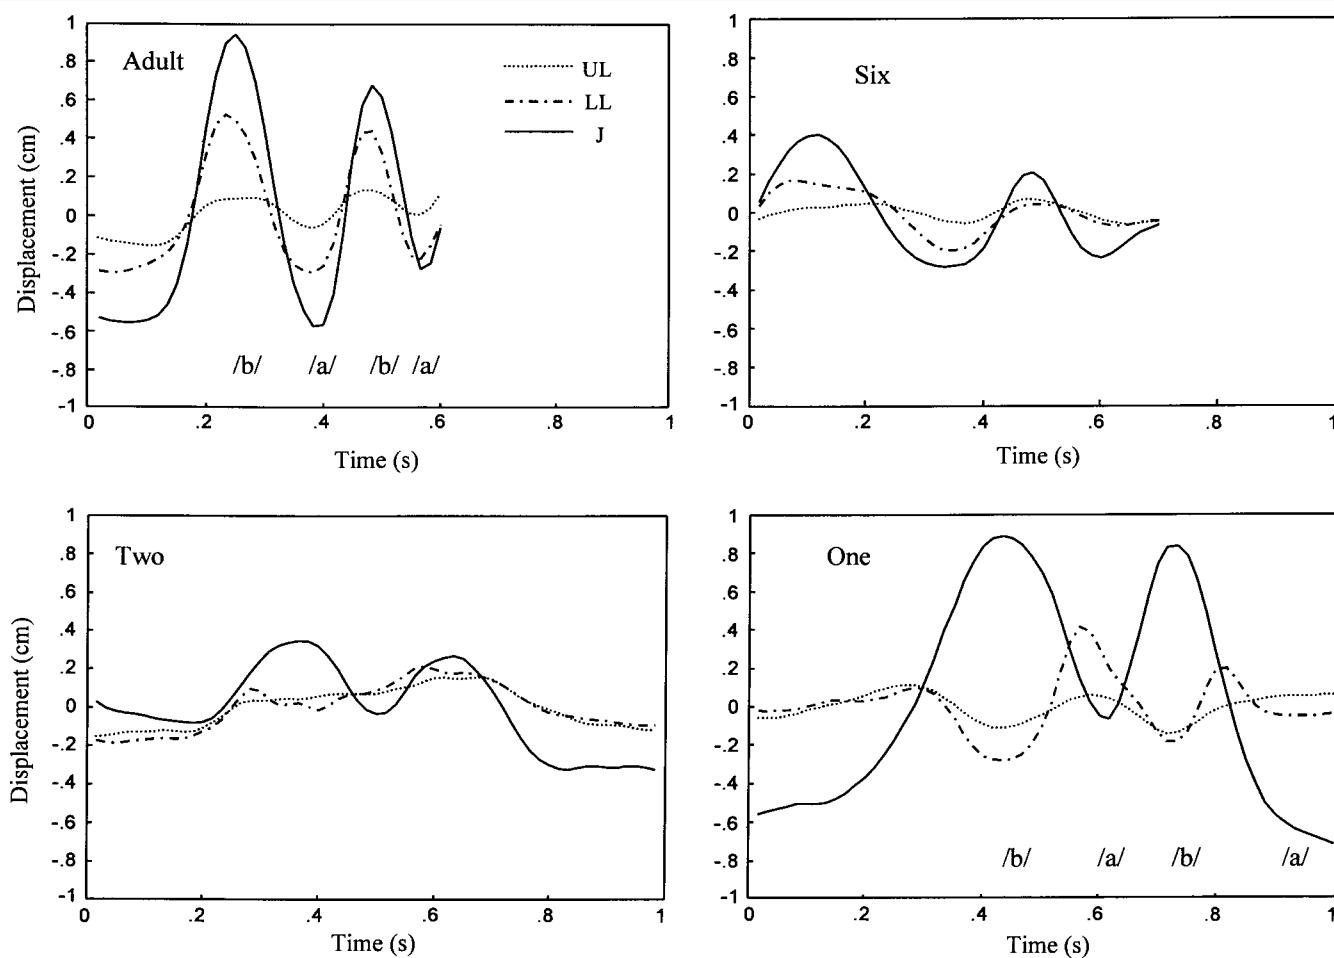 Adult
UL
LL
J
1
.8
.6
.4
.2
0
-.2
-.4
-.6
-.8
-1
Displacement (cm)
/b/ /a/ /b/ /a/
0 .2 .4 .6 .8 1
Time (s)
Six
1
.8
.6
.4
.2
0
-.2
-.4
-.6
-.8
-1
0 .2 .4 .6 .8 1
Time (s)
Two
1
.8
.6
.4
.2
0
-.2
-.4
-.6
-.8
-1
Displacement (cm)
0 .2 .4 .6 .8 1
Time (s)
One
1
.8
.6
.4
.2
0
-.2
-.4
-.6
-.8
-1
/b/ /a/ /b/ /a/
0 .2 .4 .6 .8 1
Time (s)